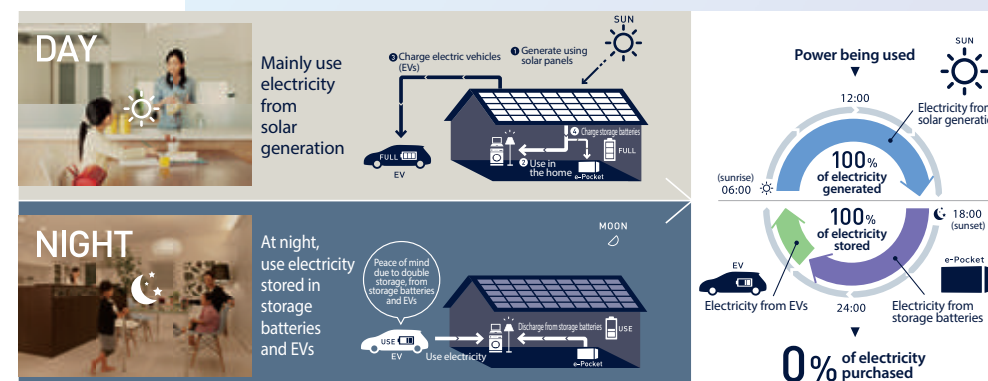 DAY
Mainly use
electricity
from
solar
generation
SUN
❶ Generate using
solar panels
❸ Charge electric vehicles
(EVs)
❹ Charge storage batteries
FULL
❷ Use in
the home
e-Pocket
FULL
EV
NIGHT
At night,
use electricity
stored in
storage
batteries
and EVs
MOON
Peace of mind
due to double
storage, from
storage batteries
and EVs
Discharge from storage batteries
USE
USE
EV
Use electricity
e-Pocket
Power being used
SUN
12:00
Electricity from
solar generatio
100%
of electricity
generated
(sunrise)
06:00
100%
of electricity
stored
18:00
(sunset)
EV
e-Pocket
Electricity from EVs
Electricity from
storage batteries
24:00
0% of electricity
purchased